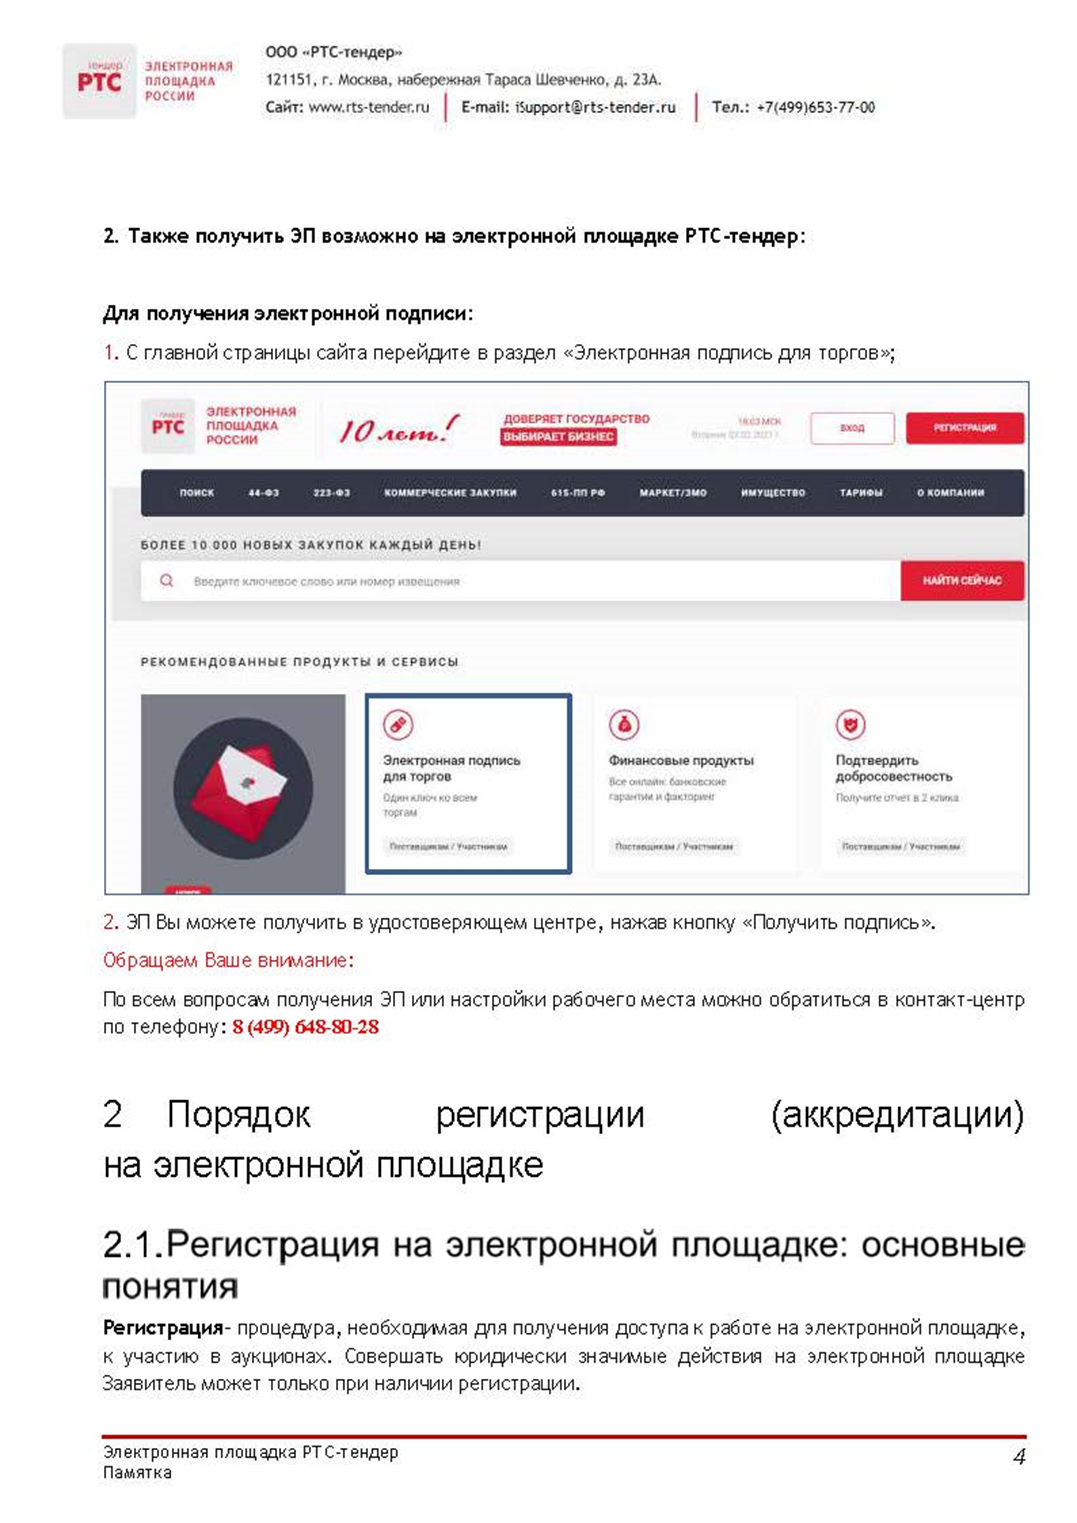 тендер
РТС
ЭЛЕКТРОННАЯ
ПЛОЩАДКА
РОССИИ
ООО «РТС-тендер»
121151, г. Москва, набережная Тараса Шевченко, д. 23А.
Сайт: www.rts-tender.ru | E-mail: iSupport@rts-tender.ru | Тел.: +7(499)653-77-00
2. Также получить ЭП возможно на электронной площадке РТС-тендер:
Для получения электронной подписи:
1. С главной страницы сайта перейдите в раздел «Электронная подпись для торгов»;
тендер
РТС
ЭЛЕКТРОННАЯ
ПЛОЩАДКА
РОССИИ
10 лет!
ДОВЕРЯЕТ ГОСУДАРСТВО
ВЫБИРАЕТ БИЗНЕС
18:03 МСК
Вторник 02.02.2021 г.
ВХОД
РЕГИСТРАЦИЯ
ПОИСК 44-ФЗ 223-ФЗ КОММЕРЧЕСКИЕ ЗАКУПКИ 615-ПП РФ МАРКЕТ/ЗМО ИМУЩЕСТВО ТАРИФЫ О КОМПАНИИ
БОЛЕЕ 10 000 НОВЫХ ЗАКУПОК КАЖДЫЙ ДЕНЬ!
Введите ключевое слово или номер извещения
НАЙТИ СЕЙЧАС
РЕКОМЕНДОВАННЫЕ ПРОДУКТЫ И СЕРВИСЫ
Электронная подпись
для торгов
Один ключ ко всем
торгам
Поставщикам / Участникам
Финансовые продукты
Все онлайн: банковские
гарантии и факторинг
Поставщикам / Участникам
Подтвердить
добросовестность
Получите отчет в 2 клика
Поставщикам / Участникам
2. ЭП Вы можете получить в удостоверяющем центре, нажав кнопку «Получить подпись».
Обращаем Ваше внимание:
По всем вопросам получения ЭП или настройки рабочего места можно обратиться в контакт-центр
по телефону: 8 (499) 648-80-28
2 Порядок регистрации (аккредитации)
на электронной площадке
2.1.Регистрация на электронной площадке: основные
понятия
Регистрация- процедура, необходимая для получения доступа к работе на электронной площадке,
к участию в аукционах. Совершать юридически значимые действия на электронной площадке
Заявитель может только при наличии регистрации.
Электронная площадка РТС-тендер
Памятка
4